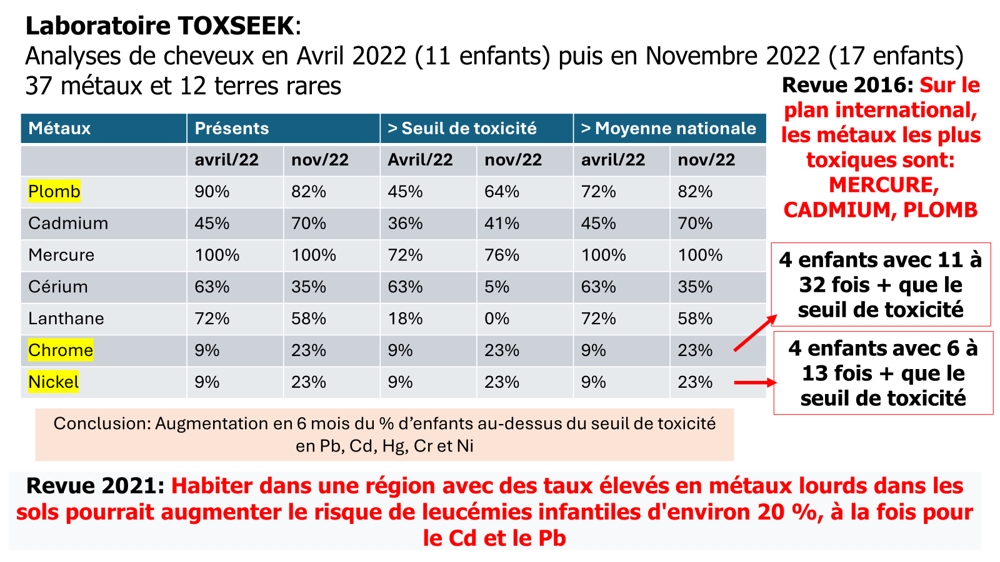 Laboratoire TOXSEEK:
Analyses de cheveux en Avril 2022 (11 enfants) puis en Novembre 2022 (17 enfants)
37 métaux et 12 terres rares
Revue 2016: Sur le
plan international,
les métaux les plus
toxiques sont:
MERCURE,
CADMIUM, PLOMB
Métaux Présents > Seuil de toxicité > Moyenne nationale
avril/22 nov/22 Avril/22 nov/22 avril/22 nov/22
Plomb 90% 82% 45% 64% 72% 82%
Cadmium 45% 70% 36% 41% 45% 70%
Mercure 100% 100% 72% 76% 100% 100%
Cérium 63% 35% 63% 5% 63% 35%
Lanthane 72% 58% 18% 0% 72% 58%
Chrome 9% 23% 9% 23% 9% 23%
Nickel 9% 23% 9% 23% 9% 23%
4 enfants avec 11 à
32 fois + que le
seuil de toxicité
4 enfants avec 6 à
13 fois + que le
seuil de toxicité
Conclusion: Augmentation en 6 mois du % d’enfants au-dessus du seuil de toxicité
en Pb, Cd, Hg, Cr et Ni
Revue 2021: Habiter dans une région avec des taux élevés en métaux lourds dans les
sols pourrait augmenter le risque de leucémies infantiles d'environ 20 %, à la fois pour
le Cd et le Pb